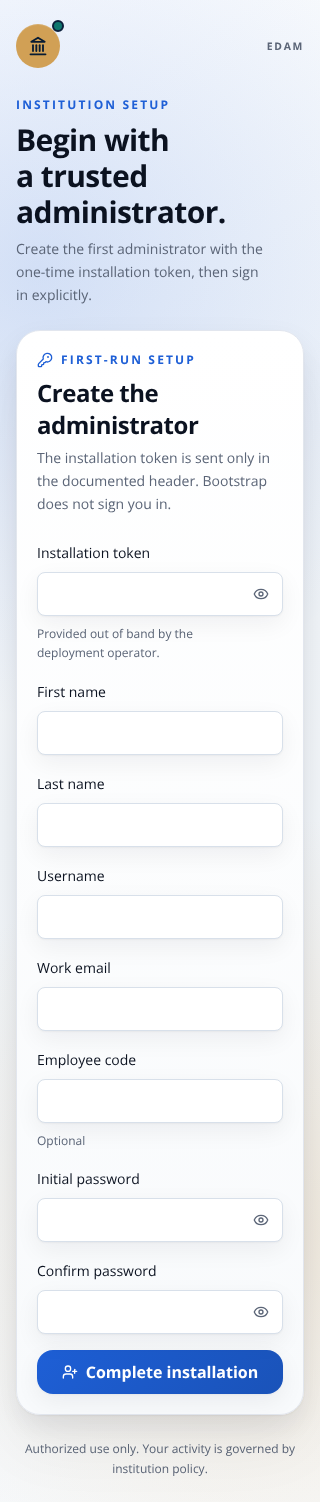 EDAM
INSTITUTION SETUP
Begin with
a trusted
administrator.
Create the first administrator with the
one-time installation token, then sign
in explicitly.
FIRST-RUN SETUP
Create the
administrator
The installation token is sent only in
the documented header. Bootstrap
does not sign you in.
Installation token
Provided out of band by the
deployment operator.
First name
Last name
Username
Work email
Employee code
Optional
Initial password
Confirm password
Complete installation
Authorized use only. Your activity is governed by
institution policy.